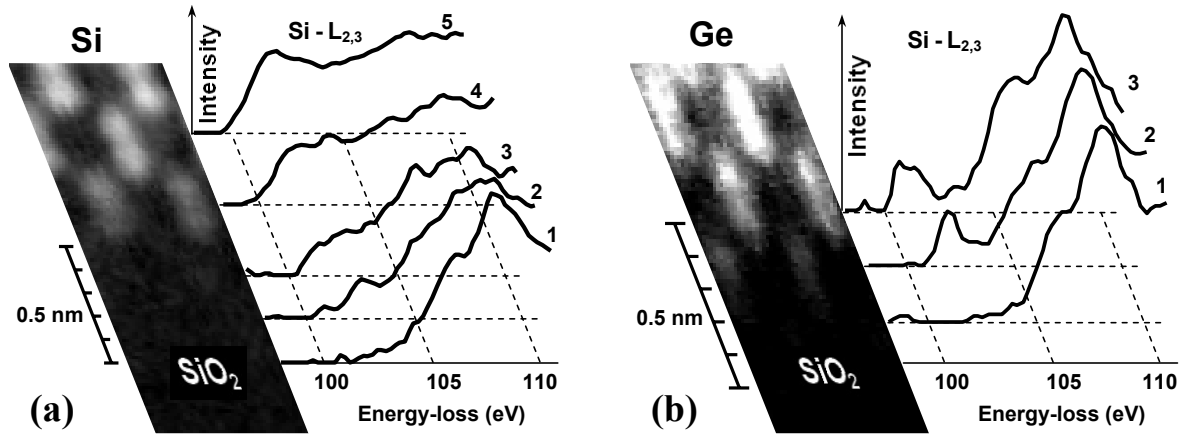 Si
Intensity
Si - L2,3
5
4
3
2
1
0.5 nm
SiO2
100
105
110
Energy-loss (eV)
(a)
Ge
Intensity
Si - L2,3
3
2
1
0.5 nm
SiO2
100
105
110
Energy-loss (eV)
(b)